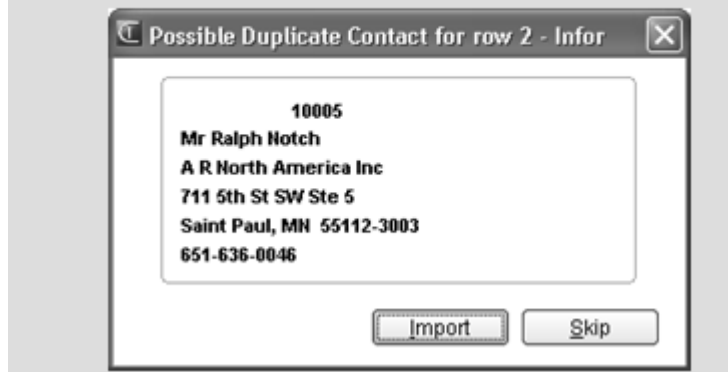 Possible Duplicate Contact for row 2 - Infor
10005
Mr Ralph Notch
A R North America Inc
711 5th St SW Ste 5
Saint Paul, MN 55112-3003
651-636-0046
Import Skip